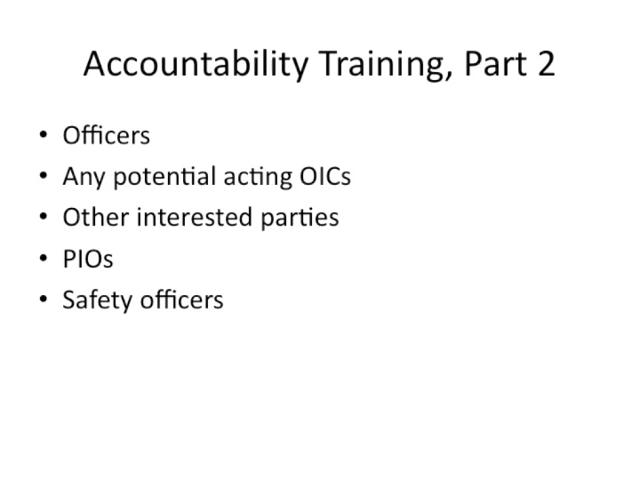 Accountability Training, Part 2
• Officers
• Any potential acting OICs
• Other interested parties
• PIOs
• Safety officers